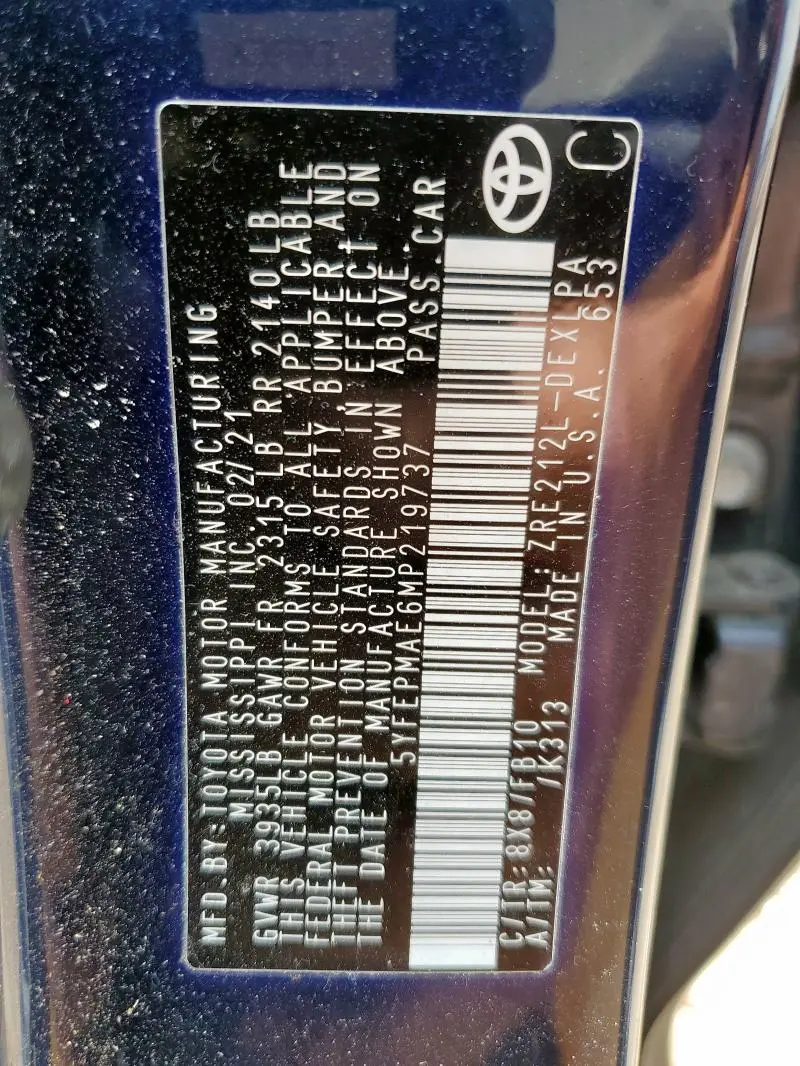 MFD.BY:TOYOTA MOTOR MANUFACTURING
MISSISSIPPI INC. 02/21
GVWR 3935LB GAWR FR 2315 LB RR 2140LB
THIS VEHICLE CONFORMS TO ALL APPLICABLE
FEDERAL MOTOR VEHICLE SAFETY,BUMPER AND
THEFT PREVENTION STANDARDS IN EFFECT ON
THE DATE OF MANUFACTURE SHOWN ABOVE.
5YFEPMAE6MP219737 PASS.CAR
C/TR:8X8/FB10 MODEL:ZRE212L-DEXLPA
A/TM: /K313 MADE IN U.S.A. 653
C